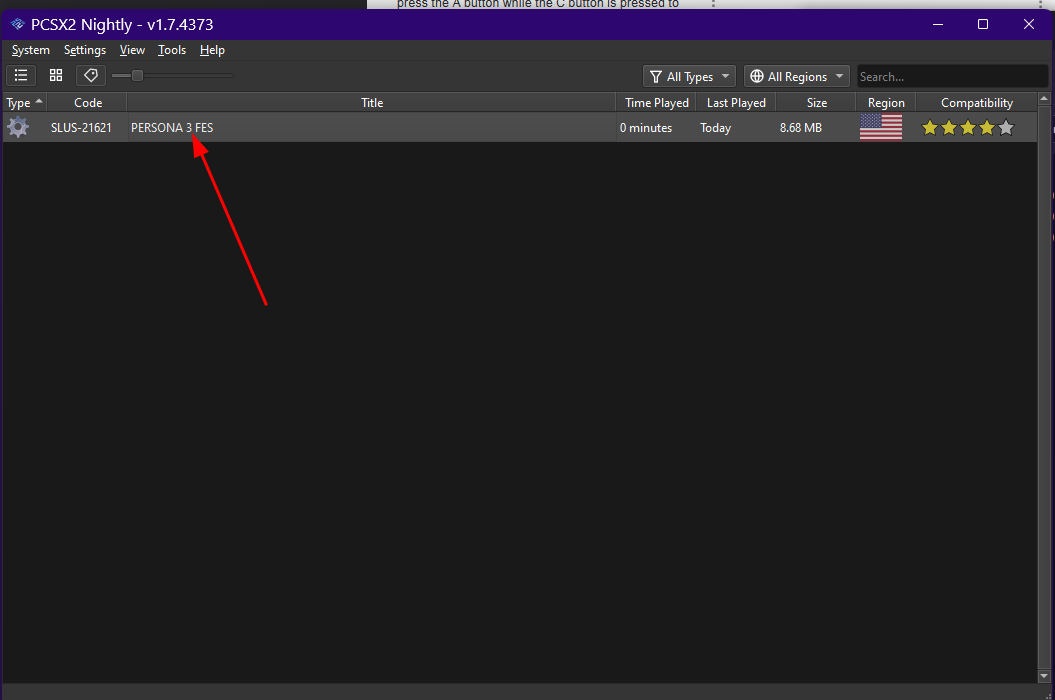 press the A button while the C button is pressed to
PCSX2 Nightly - v1.7.4373
System Settings View Tools Help
All Types All Regions Search...
Type Code Title Time Played Last Played Size Region Compatibility
SLUS-21621 PERSONA 3 FES 0 minutes Today 8.68 MB